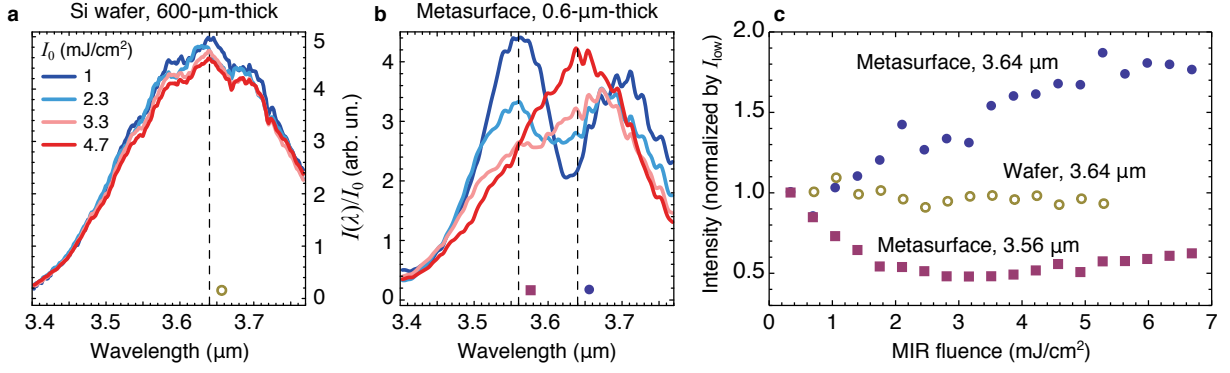 a
Si wafer, 600-μm-thick
I₀ (mJ/cm²)
1
2.3
3.3
4.7
5
4
3
2
1
0
3.4
3.5
3.6
3.7
Wavelength (μm)
b
Metasurface, 0.6-μm-thick
I(λ)/I₀ (arb. un.)
5
4
3
2
1
0
3.4
3.5
3.6
3.7
Wavelength (μm)
c
Intensity (normalized by I_low)
2.0
1.5
1.0
0.5
Metasurface, 3.64 μm
Wafer, 3.64 μm
Metasurface, 3.56 μm
0
1
2
3
4
5
6
7
MIR fluence (mJ/cm²)